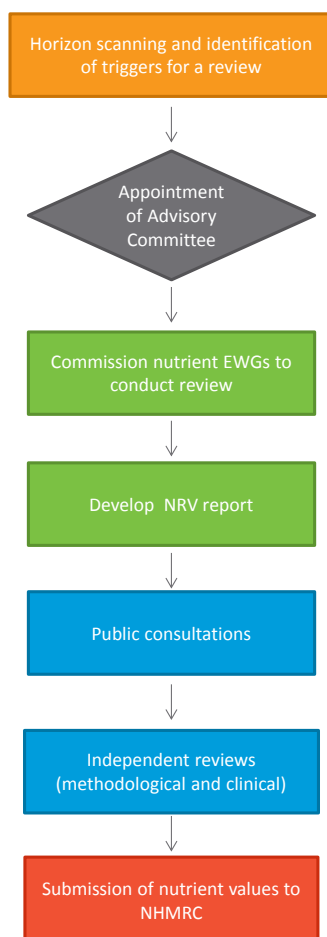 Horizon scanning and identification
of triggers for a review
Appointment
of Advisory
Committee
Commission nutrient EWGs to
conduct review
Develop  NRV report
Public consultations
Independent reviews
(methodological and clinical)
Submission of nutrient values to
NHMRC